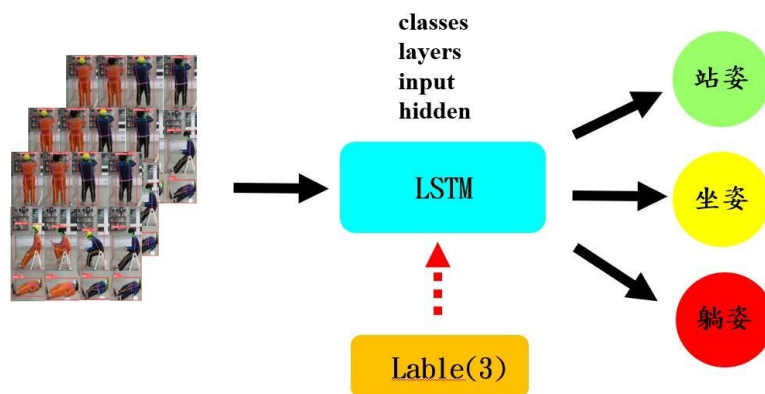 classes
layers
input
hidden
LSTM
Lable(3)
站姿
坐姿
躺姿